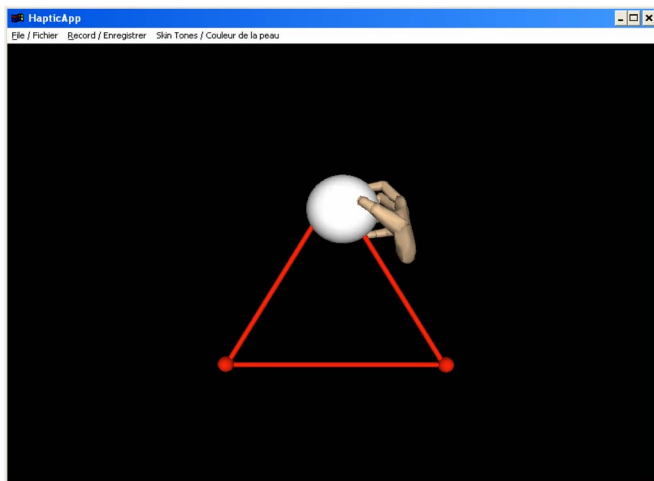 HapticApp
File / Fichier Record / Enregistrer Skin Tones / Couleur de la peau